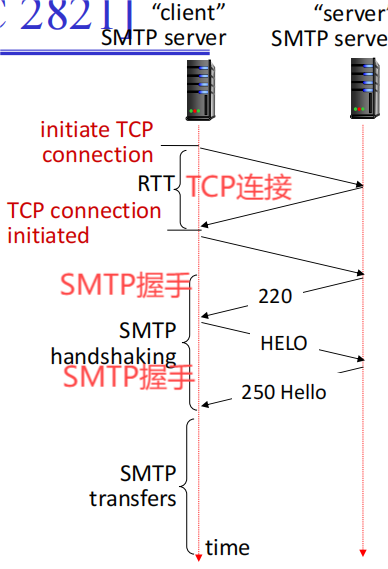 C 2821]
“client”
SMTP server
“server”
SMTP serve
initiate TCP
connection
RTT
TCP连接
TCP connection
initiated
SMTP握手
220
SMTP
handshaking
HELO
SMTP握手
250 Hello
SMTP
transfers
time